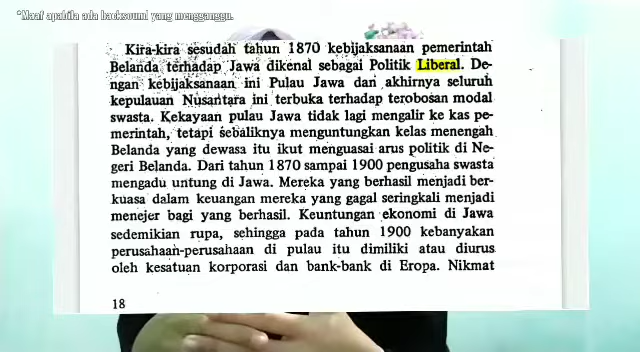 *Maaf apabila ada backsound yang mengganggu.
Kira-kira sesudah tahun 1870 kebijaksanaan pemerintah
Belanda terhadap Jawa dikenal sebagai Politik Liberal. De-
ngan kebijaksanaan ini Pulau Jawa dan akhirnya seluruh
kepulauan Nusantara ini terbuka terhadap terobosan modal
swasta. Kekayaan pulau Jawa tidak lagi mengalir ke kas pe-
merintah, tetapi sebaliknya menguntungkan kelas menengah
Belanda yang dewasa itu ikut menguasai arus politik di Ne-
geri Belanda. Dari tahun 1870 sampai 1900 pengusaha swasta
mengadu untung di Jawa. Mereka yang berhasil menjadi ber-
kuasa dalam keuangan mereka yang gagal seringkali menjadi
menejer bagi yang berhasil. Keuntungan ekonomi di Jawa
sedemikian rupa, sehingga pada tahun 1900 kebanyakan
perusahaan-perusahaan di pulau itu dimiliki atau diurus
oleh kesatuan korporasi dan bank-bank di Eropa. Nikmat
18